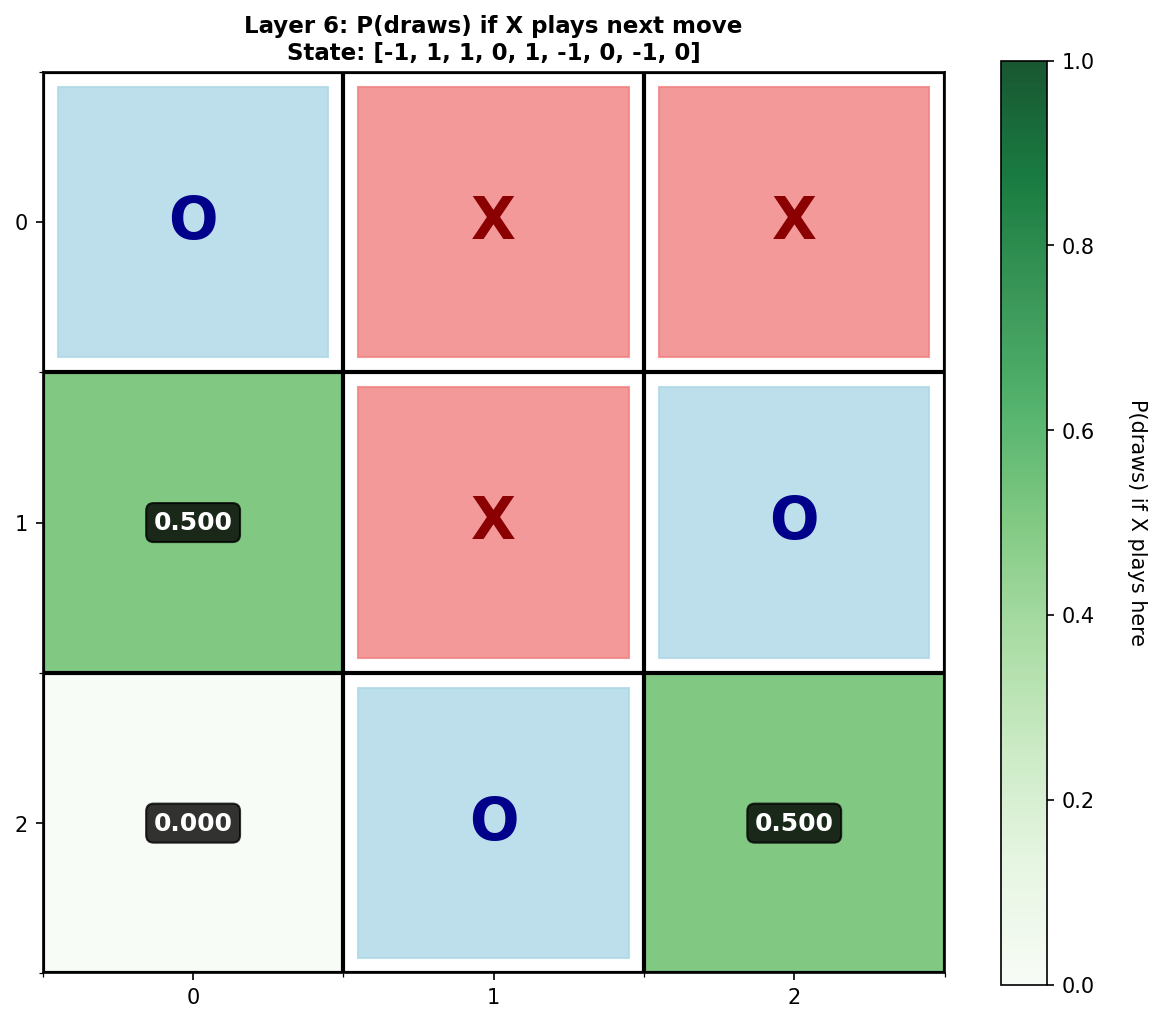 Layer 6: P(draws) if X plays next move
State: [-1, 1, 1, 0, 1, -1, 0, -1, 0]
0
O
X
X
1
0.500
X
O
2
0.000
O
0.500
0
1
2
1.0
0.8
0.6
0.4
0.2
0.0
P(draws) if X plays here